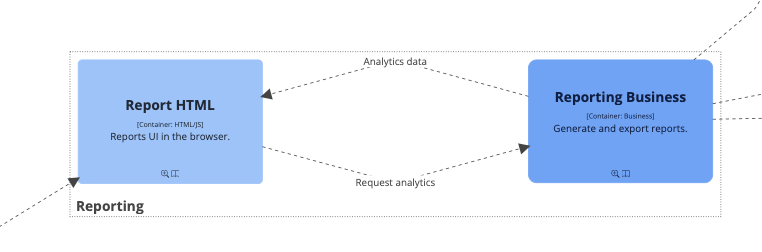 Analytics data
Report HTML
[Container: HTML/JS]
Reports UI in the browser.
Reporting Business
[Container: Business]
Generate and export reports.
Request analytics
Reporting